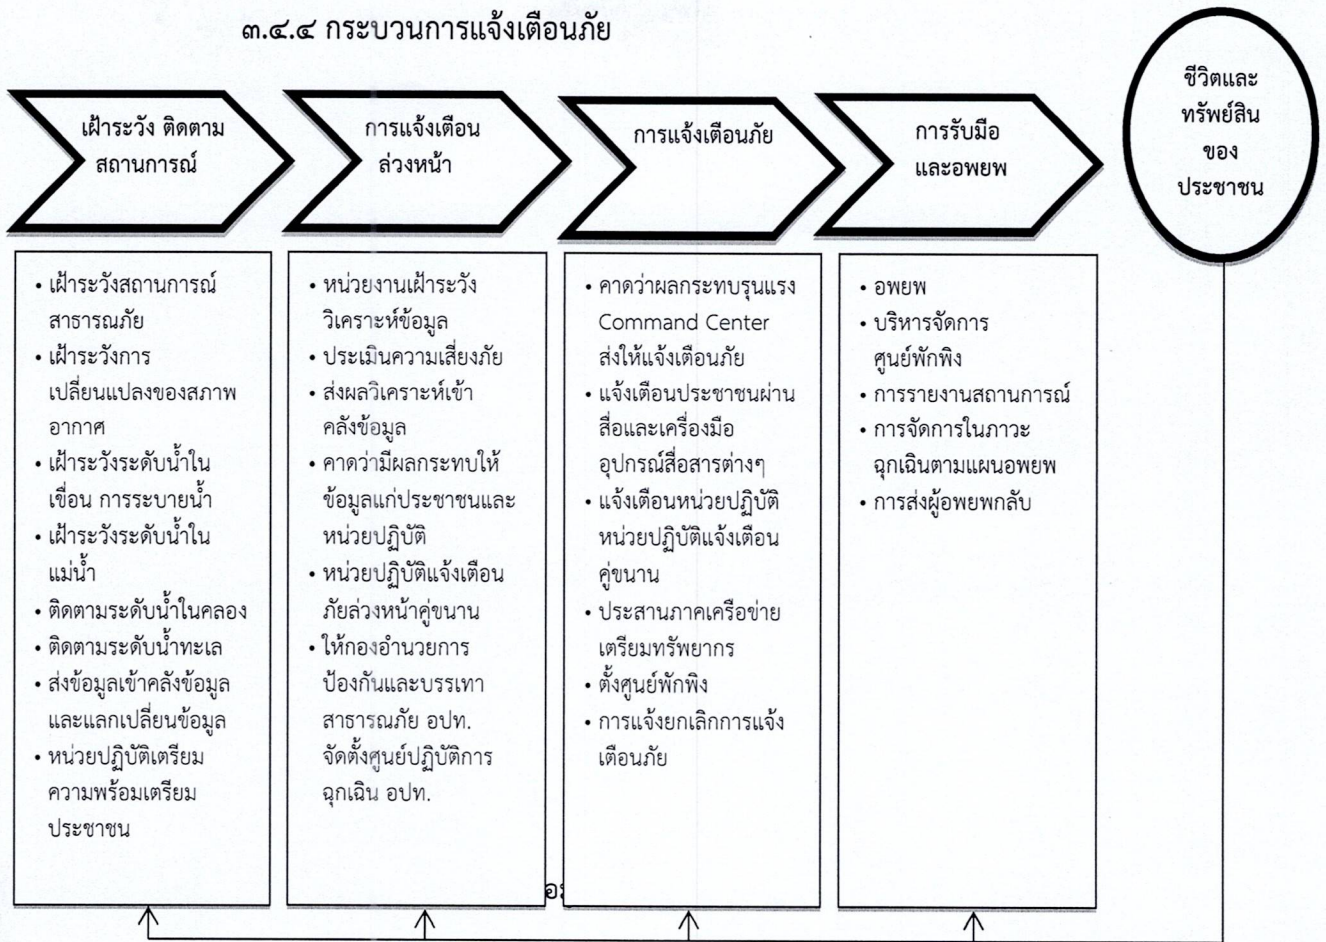 ๓.๔.๔ กระบวนการแจ้งเตือนภัย
เฝ้าระวัง ติดตาม
สถานการณ์
การแจ้งเตือน
ล่วงหน้า
การแจ้งเตือนภัย
การรับมือ
และอพยพ
ชีวิตและ
ทรัพย์สิน
ของ
ประชาชน
• เฝ้าระวังสถานการณ์
สาธารณภัย
• เฝ้าระวังการ
เปลี่ยนแปลงของสภาพ
อากาศ
• เฝ้าระวังระดับน้ำใน
เขื่อน การระบายน้ำ
• เฝ้าระวังระดับน้ำใน
แม่น้ำ
• ติดตามระดับน้ำในคลอง
• ติดตามระดับน้ำทะเล
• ส่งข้อมูลเข้าคลังข้อมูล
และแลกเปลี่ยนข้อมูล
• หน่วยปฏิบัติเตรียม
ความพร้อมเตรียม
ประชาชน
• หน่วยงานเฝ้าระวัง
วิเคราะห์ข้อมูล
• ประเมินความเสี่ยงภัย
• ส่งผลวิเคราะห์เข้า
คลังข้อมูล
• คาดว่ามีผลกระทบให้
ข้อมูลแก่ประชาชนและ
หน่วยปฏิบัติ
• หน่วยปฏิบัติแจ้งเตือน
ภัยล่วงหน้าคู่ขนาน
• ให้กองอำนวยการ
ป้องกันและบรรเทา
สาธารณภัย อปท.
จัดตั้งศูนย์ปฏิบัติการ
ฉุกเฉิน อปท.
• คาดว่าผลกระทบรุนแรง
Command Center
ส่งให้แจ้งเตือนภัย
• แจ้งเตือนประชาชนผ่าน
สื่อและเครื่องมือ
อุปกรณ์สื่อสารต่างๆ
• แจ้งเตือนหน่วยปฏิบัติ
หน่วยปฏิบัติแจ้งเตือน
คู่ขนาน
• ประสานภาคเครือข่าย
เตรียมทรัพยากร
• ตั้งศูนย์พักพิง
• การแจ้งยกเลิกการแจ้ง
เตือนภัย
• อพยพ
• บริหารจัดการ
ศูนย์พักพิง
• การรายงานสถานการณ์
• การจัดการในภาวะ
ฉุกเฉินตามแผนอพยพ
• การส่งผู้อพยพกลับ